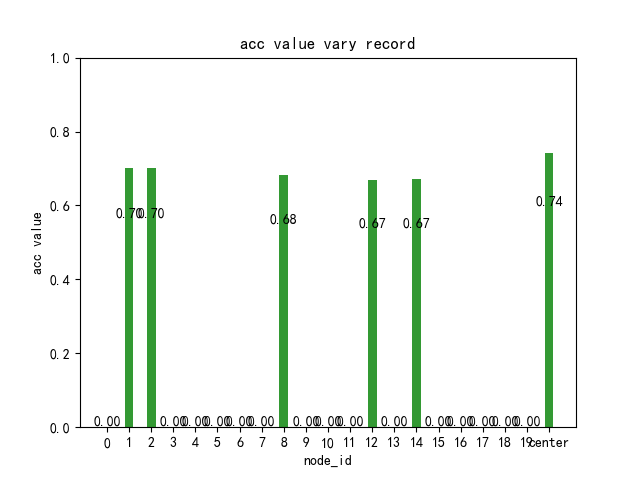 acc value vary record
acc value
1.0
0.8
0.6
0.4
0.2
0.0
0.00 0.70 0.70 0.00 0.00 0.00 0.00 0.00 0.68 0.00 0.00 0.00 0.67 0.00 0.67 0.00 0.00 0.00 0.00 0.00 0.74
0 1 2 3 4 5 6 7 8 9 10 11 12 13 14 15 16 17 18 19 center
node_id